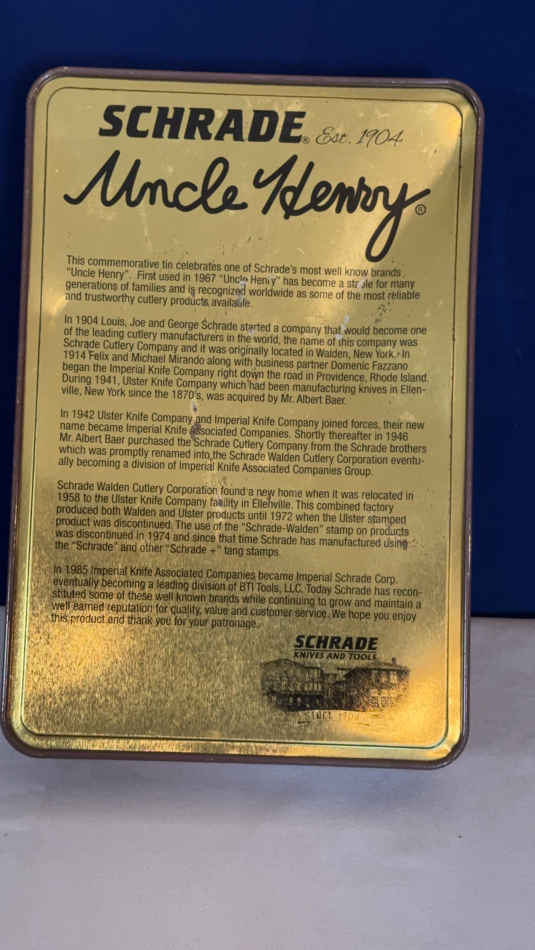 SCHRADE® Est. 1904
Uncle Henry®
This commemorative tin celebrates one of Schrade's most well know brands
"Uncle Henry". First used in 1967 "Uncle Henry" has become a staple for many
generations of families and is recognized worldwide as some of the most reliable
and trustworthy cutlery products available.
In 1904 Louis, Joe and George Schrade started a company that would become one
of the leading cutlery manufacturers in the world, the name of this company was
Schrade Cutlery Company and it was originally located in Walden, New York. In
1914 Felix and Michael Mirando along with business partner Domenic Fazzano
began the Imperial Knife Company right down the road in Providence, Rhode Island.
During 1941, Ulster Knife Company which had been manufacturing knives in Ellen-
ville, New York since the 1870's, was acquired by Mr. Albert Baer.
In 1942 Ulster Knife Company and Imperial Knife Company joined forces, their new
name became Imperial Knife Associated Companies. Shortly thereafter in 1946
Mr. Albert Baer purchased the Schrade Cutlery Company from the Schrade brothers
which was promptly renamed into the Schrade Walden Cutlery Corporation eventu-
ally becoming a division of Imperial Knife Associated Companies Group.
Schrade Walden Cutlery Corporation found a new home when it was relocated in
1958 to the Ulster Knife Company facility in Ellenville. This combined factory
produced both Walden and Ulster products until 1972 when the Ulster stamped
product was discontinued. The use of the "Schrade-Walden" stamp on products
was discontinued in 1974 and since that time Schrade has manufactured using
the "Schrade" and other "Schrade +" tang stamps.
In 1985 Imperial Knife Associated Companies became Imperial Schrade Corp.
eventually becoming a leading division of BTI Tools, LLC. Today Schrade has recon-
stituted some of these well known brands while continuing to grow and maintain a
well earned reputation for quality, value and customer service. We hope you enjoy
this product and thank you for your patronage.
SCHRADE
KNIVES AND TOOLS